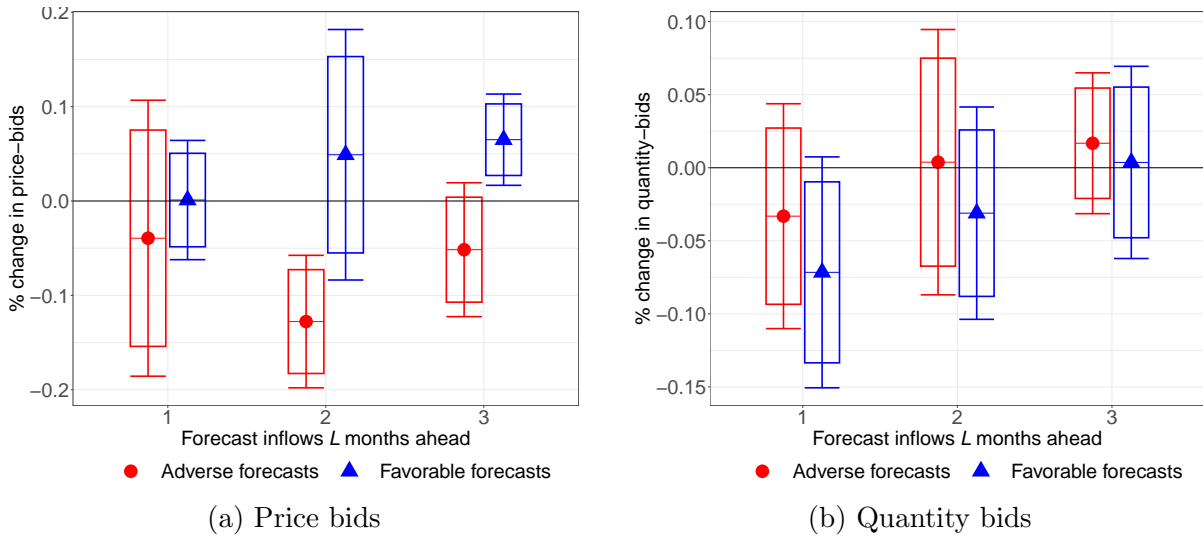 % change in price−bids
0.2
0.1
0.0
−0.1
−0.2
1 2 3
Forecast inflows L months ahead
Adverse forecasts Favorable forecasts
(a) Price bids
% change in quantity−bids
0.10
0.05
0.00
−0.05
−0.10
−0.15
1 2 3
Forecast inflows L months ahead
Adverse forecasts Favorable forecasts
(b) Quantity bids